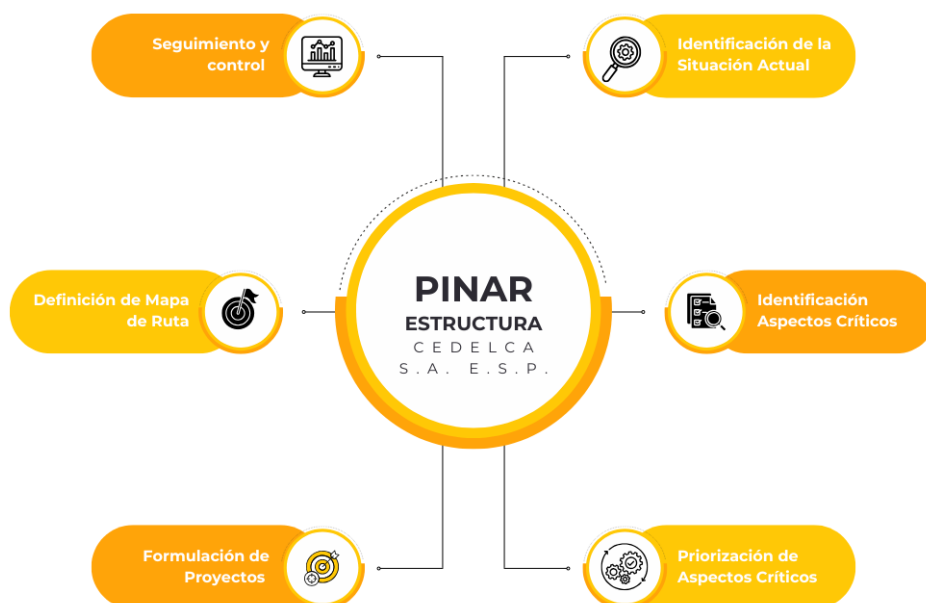 Seguimiento y
control
Identificación de la
Situación Actual
Definición de Mapa
de Ruta
PINAR
ESTRUCTURA
CEDELCA
S.A. E.S.P.
Identificación
Aspectos Críticos
Formulación de
Proyectos
Priorización de
Aspectos Críticos